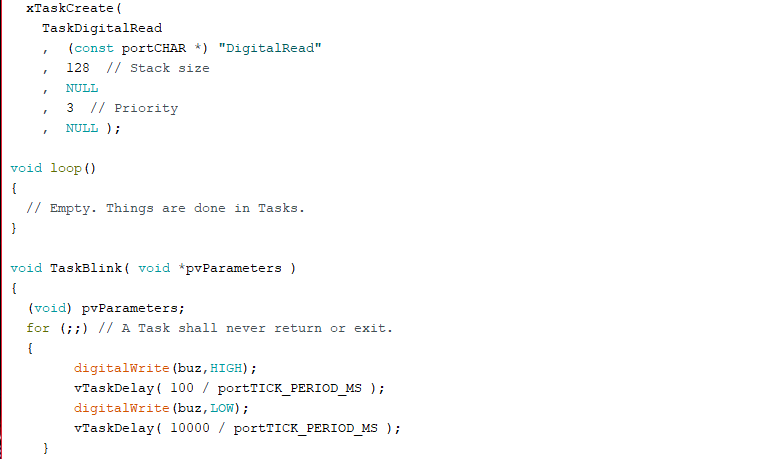 xTaskCreate(
TaskDigitalRead
, (const portCHAR *) "DigitalRead"
, 128 // Stack size
, NULL
, 3 // Priority
, NULL );
void loop()
{
// Empty. Things are done in Tasks.
}
void TaskBlink( void *pvParameters )
{
(void) pvParameters;
for (;;) // A Task shall never return or exit.
{
digitalWrite(buz,HIGH);
vTaskDelay( 100 / portTICK_PERIOD_MS );
digitalWrite(buz,LOW);
vTaskDelay( 10000 / portTICK_PERIOD_MS );
}